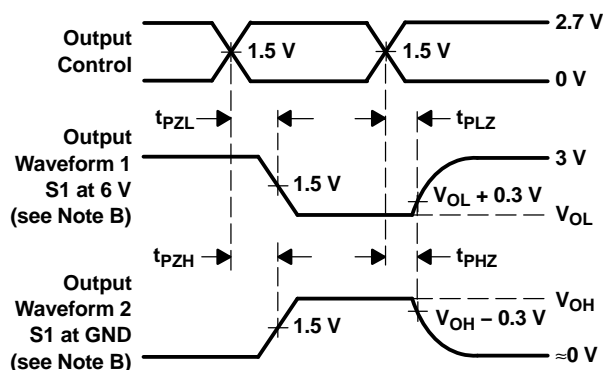 Output
Control
1.5 V
1.5 V
2.7 V
0 V
tPZL
tPLZ
Output
Waveform 1
S1 at 6 V
(see Note B)
1.5 V
3 V
VOL + 0.3 V
VOL
tPZH
tPHZ
Output
Waveform 2
S1 at GND
(see Note B)
1.5 V
VOH
VOH – 0.3 V
≈0 V